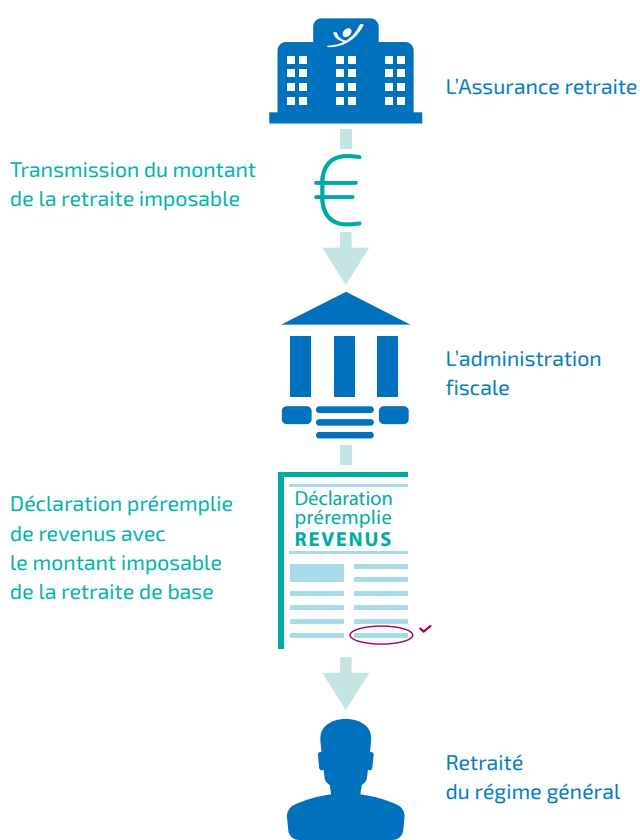 L'Assurance retraite
Transmission du montant
de la retraite imposable
€
L'administration
fiscale
Déclaration préremplie
de revenus avec
le montant imposable
de la retraite de base
Déclaration
préremplie
REVENUS
Retraité
du régime général